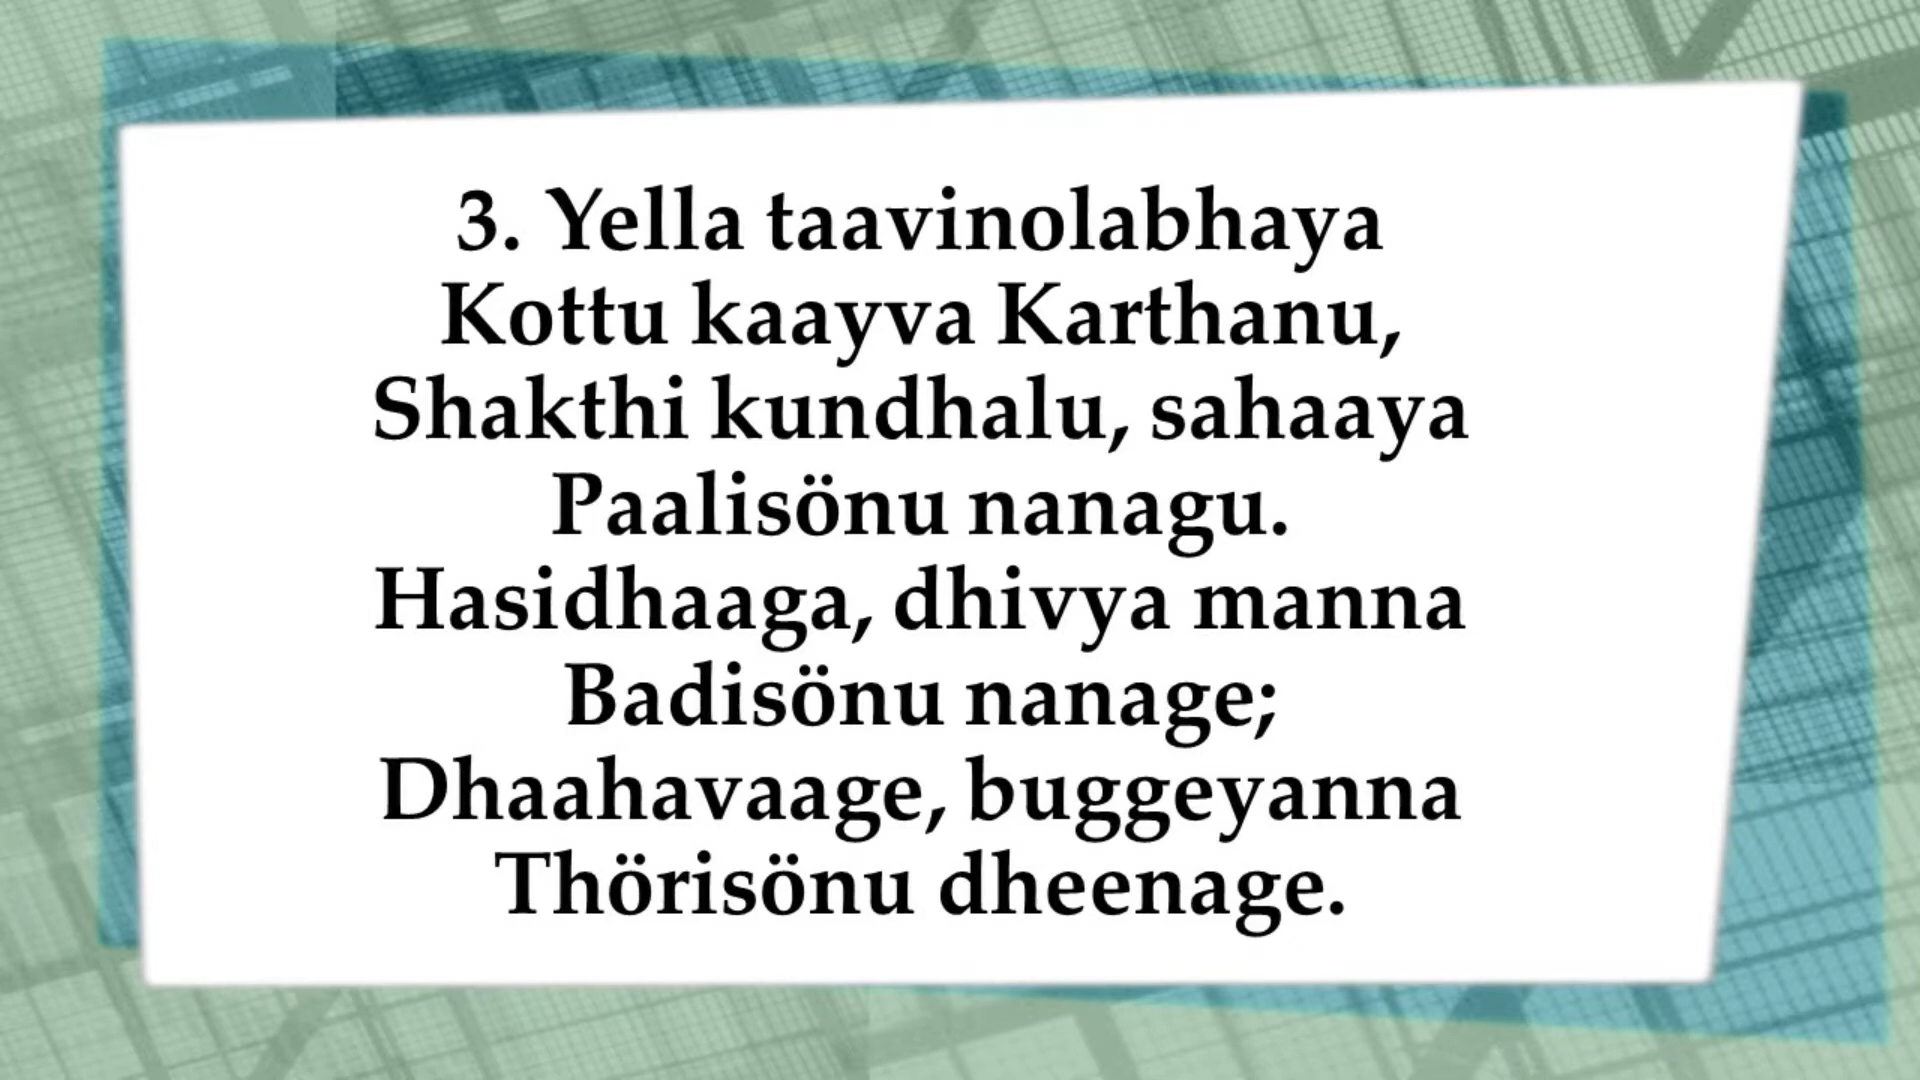 3. Yella taavinolabhaya
Kottu kaayva Karthanu,
Shakthi kundhalu, sahaaya
Paalisönu nanagu.
Hasidhaaga, dhivya manna
Badisönu nanage;
Dhaahavaage, buggeyanna
Thörisönu dheenage.